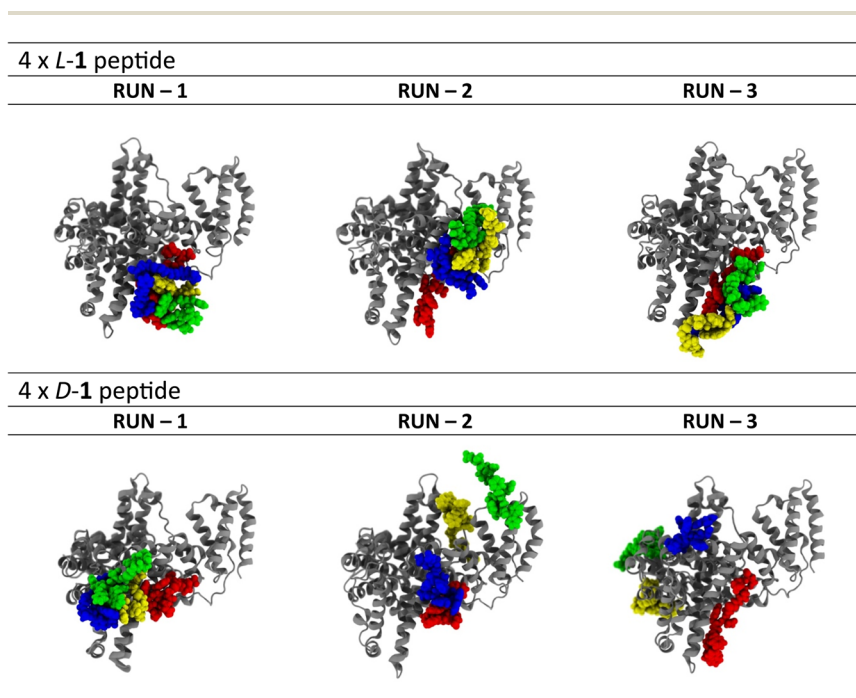 4 x L-1 peptide
RUN – 1 RUN – 2 RUN – 3
4 x D-1 peptide
RUN – 1 RUN – 2 RUN – 3